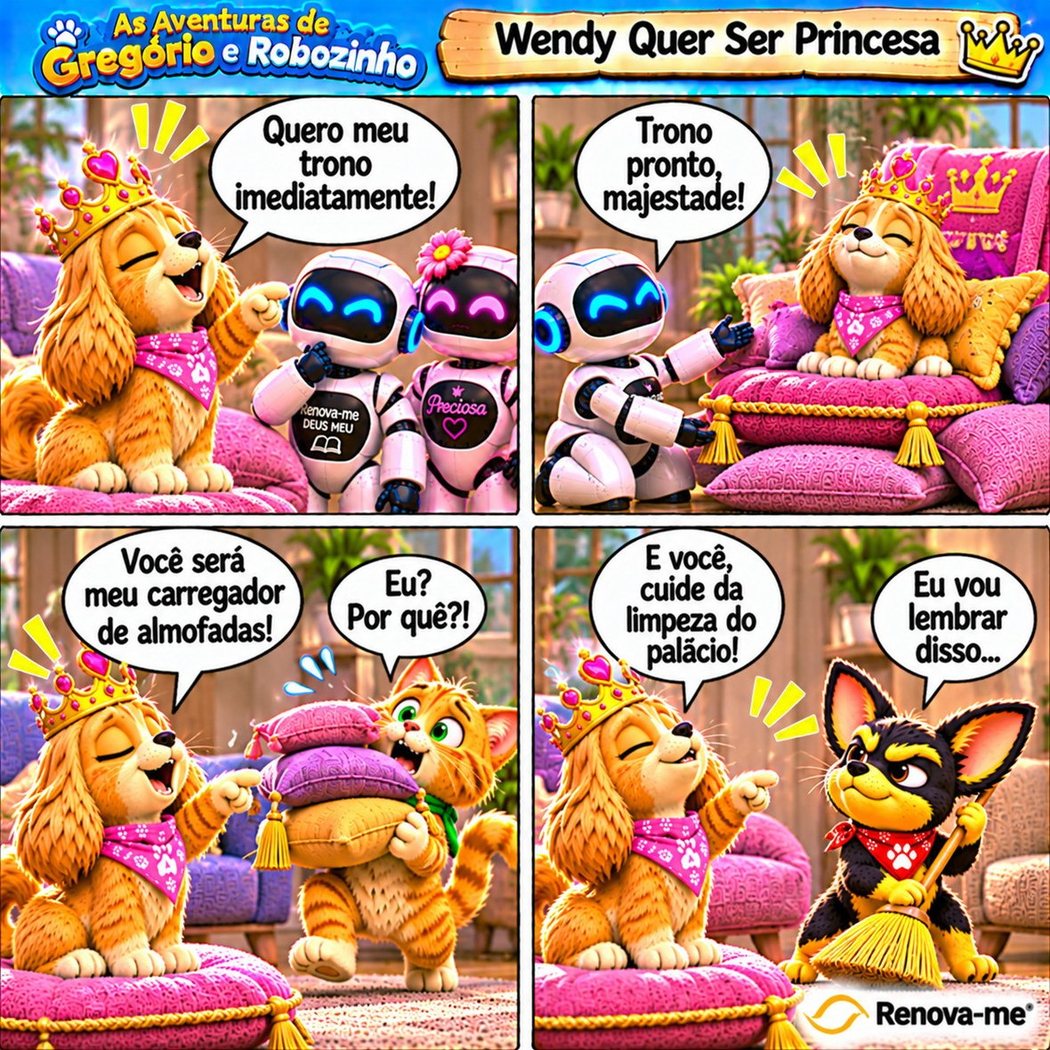 As Aventuras de
Gregório e Robozinho
Wendy Quer Ser Princesa
Quero meu
trono
imediatamente!
Renova-me
DEUS MEU
Preciosa
Trono
pronto,
majestade!
Você será
meu carregador
de almofadas!
Eu?
Por quê?!
E você,
cuide da
limpeza do
palācio!
Eu vou
lembrar
disso...
Renova-me®